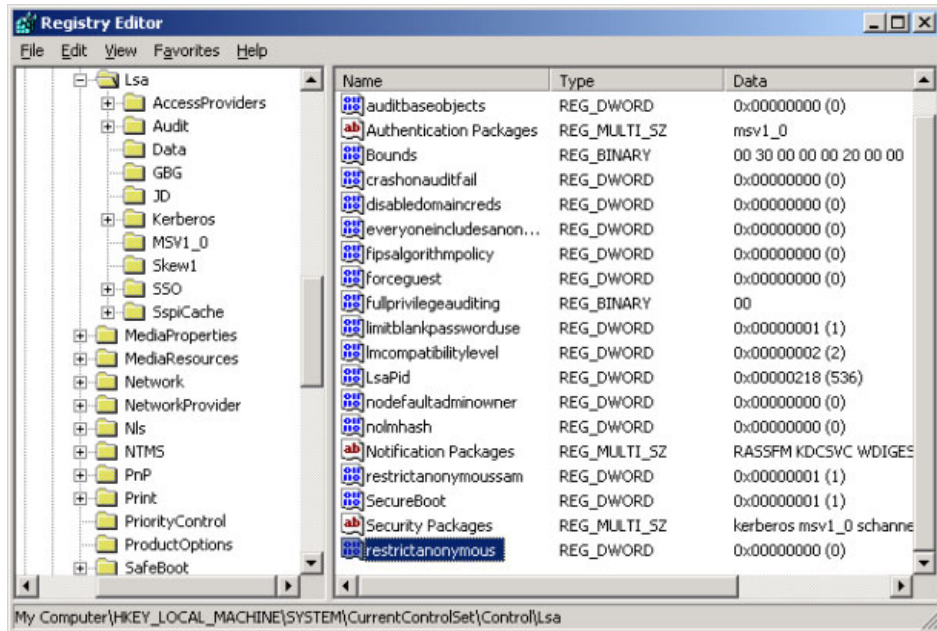 Registry Editor
File Edit View Favorites Help
Lsa
AccessProviders
Audit
Data
GBG
JD
Kerberos
MSV1_0
Skew1
SSO
SspiCache
MediaProperties
MediaResources
Network
NetworkProvider
Nls
NTMS
PnP
Print
PriorityControl
ProductOptions
SafeBoot
Name Type Data
auditbaseobjects REG_DWORD 0x00000000 (0)
Authentication Packages REG_MULTI_SZ msv1_0
Bounds REG_BINARY 00 30 00 00 00 20 00 00
crashonauditfail REG_DWORD 0x00000000 (0)
disabledomaincreds REG_DWORD 0x00000000 (0)
everyoneincludesanon... REG_DWORD 0x00000000 (0)
fipsalgorithmpolicy REG_DWORD 0x00000000 (0)
forceguest REG_DWORD 0x00000000 (0)
fullprivilegeauditing REG_BINARY 00
limitblankpassworduse REG_DWORD 0x00000001 (1)
lmcompatibilitylevel REG_DWORD 0x00000002 (2)
LsaPid REG_DWORD 0x00000218 (536)
nodefaultadminowner REG_DWORD 0x00000000 (0)
nolmhash REG_DWORD 0x00000000 (0)
Notification Packages REG_MULTI_SZ RASSFM KDCSVC WDIGES
restrictanonymoussam REG_DWORD 0x00000001 (1)
SecureBoot REG_DWORD 0x00000001 (1)
Security Packages REG_MULTI_SZ kerberos msv1_0 schanne
restrictanonymous REG_DWORD 0x00000000 (0)
My Computer\HKEY_LOCAL_MACHINE\SYSTEM\CurrentControlSet\Control\Lsa